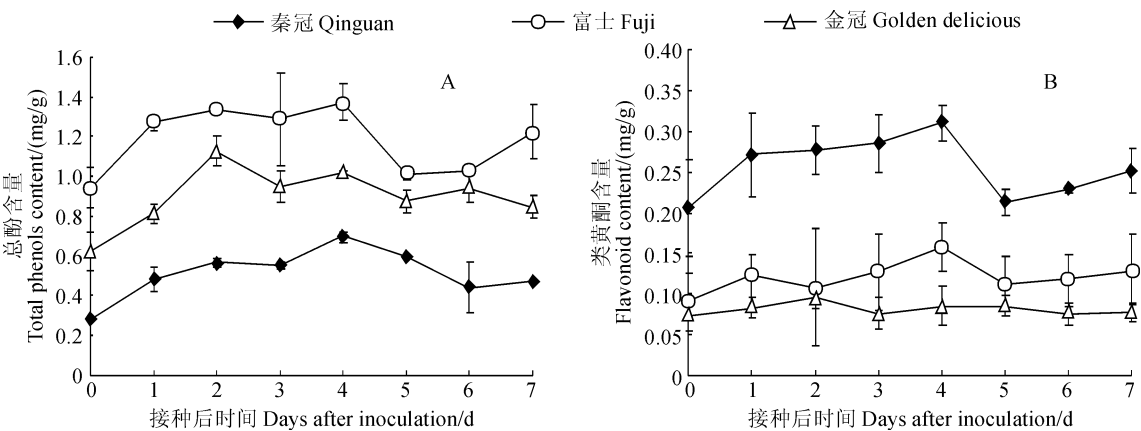 秦冠 Qinguan
富士 Fuji
金冠 Golden delicious
A
总酚含量
Total phenols content/(mg/g)
1.6
1.4
1.2
1.0
0.8
0.6
0.4
0.2
0
0 1 2 3 4 5 6 7
接种后时间 Days after inoculation/d
B
类黄酮含量
Flavonoid content/(mg/g)
0.40
0.35
0.30
0.25
0.20
0.15
0.10
0.05
0
0 1 2 3 4 5 6 7
接种后时间 Days after inoculation/d